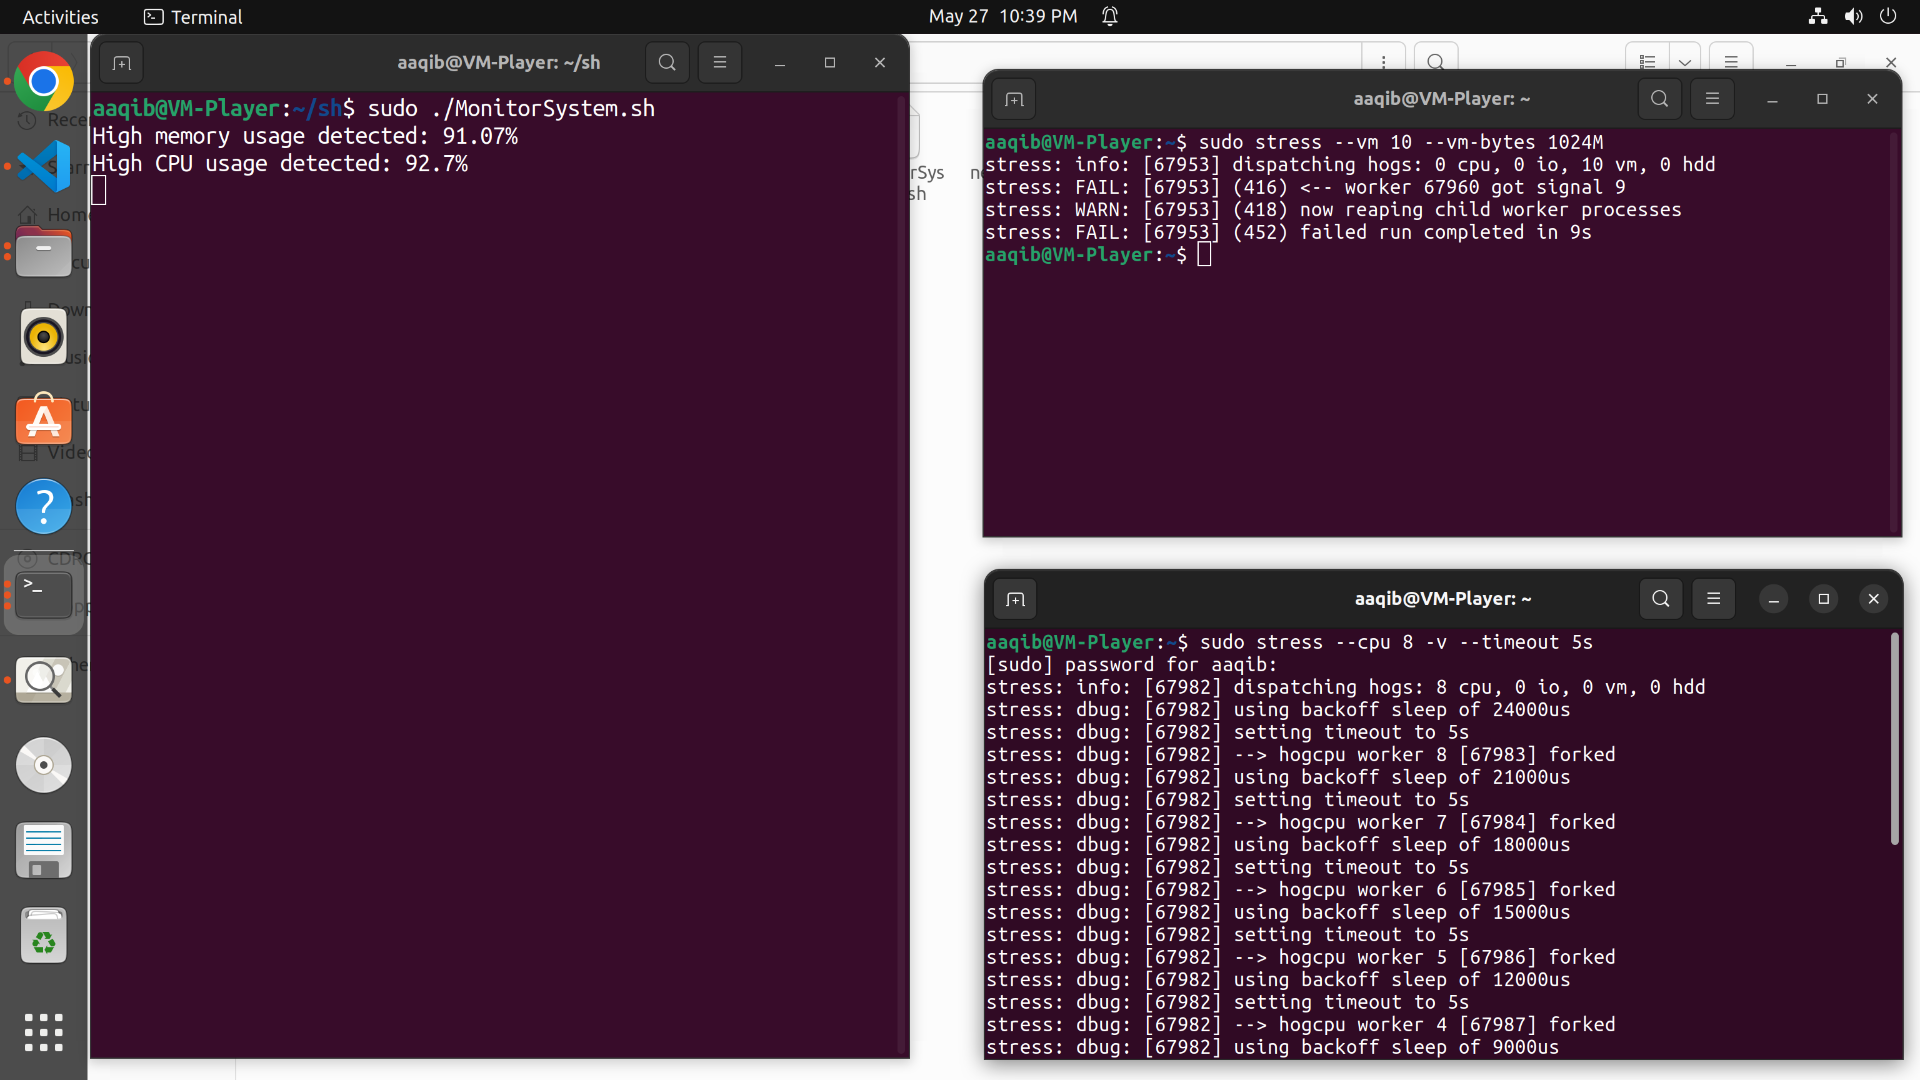 Activities
Terminal
May 27 10:39 PM
aaqib@VM-Player: ~/sh
aaqib@VM-Player:~/sh$ sudo ./MonitorSystem.sh
High memory usage detected: 91.07%
High CPU usage detected: 92.7%
rSys
sh
aaqib@VM-Player: ~
aaqib@VM-Player:~$ sudo stress --vm 10 --vm-bytes 1024M
stress: info: [67953] dispatching hogs: 0 cpu, 0 io, 10 vm, 0 hdd
stress: FAIL: [67953] (416) <-- worker 67960 got signal 9
stress: WARN: [67953] (418) now reaping child worker processes
stress: FAIL: [67953] (452) failed run completed in 9s
aaqib@VM-Player:~$
aaqib@VM-Player: ~
aaqib@VM-Player:~$ sudo stress --cpu 8 -v --timeout 5s
[sudo] password for aaqib:
stress: info: [67982] dispatching hogs: 8 cpu, 0 io, 0 vm, 0 hdd
stress: dbug: [67982] using backoff sleep of 24000us
stress: dbug: [67982] setting timeout to 5s
stress: dbug: [67982] --> hogcpu worker 8 [67983] forked
stress: dbug: [67982] using backoff sleep of 21000us
stress: dbug: [67982] setting timeout to 5s
stress: dbug: [67982] --> hogcpu worker 7 [67984] forked
stress: dbug: [67982] using backoff sleep of 18000us
stress: dbug: [67982] setting timeout to 5s
stress: dbug: [67982] --> hogcpu worker 6 [67985] forked
stress: dbug: [67982] using backoff sleep of 15000us
stress: dbug: [67982] setting timeout to 5s
stress: dbug: [67982] --> hogcpu worker 5 [67986] forked
stress: dbug: [67982] using backoff sleep of 12000us
stress: dbug: [67982] setting timeout to 5s
stress: dbug: [67982] --> hogcpu worker 4 [67987] forked
stress: dbug: [67982] using backoff sleep of 9000us